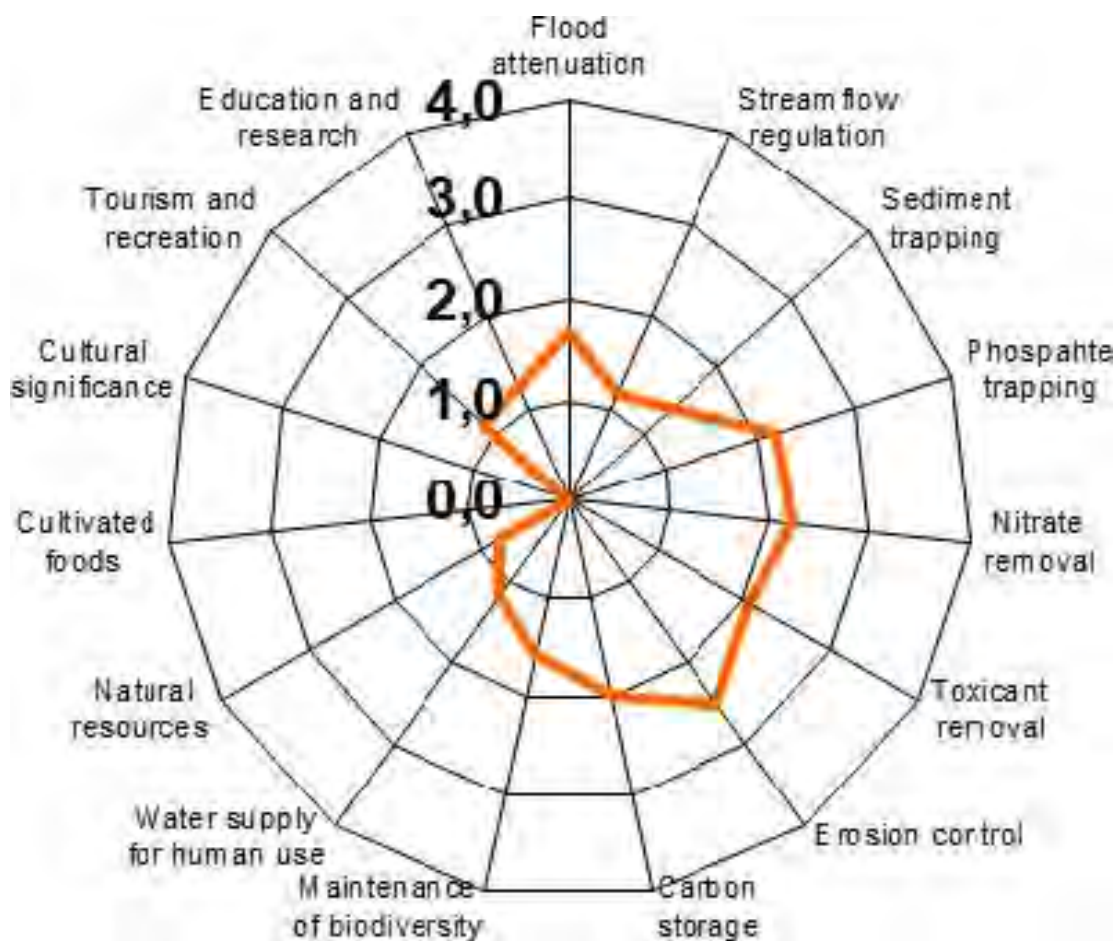 Flood
attenuation
Streamflow
regulation
Sediment
trapping
Phospahte
trapping
Nitrate
removal
Toxicant
removal
Erosion control
Carbon
storage
Maintenance
of biodiversity
Water supply
for human use
Natural
resources
Cultivated
foods
Cultural
significance
Tourism and
recreation
Education and
research
4,0
3,0
2,0
1,0
0,0